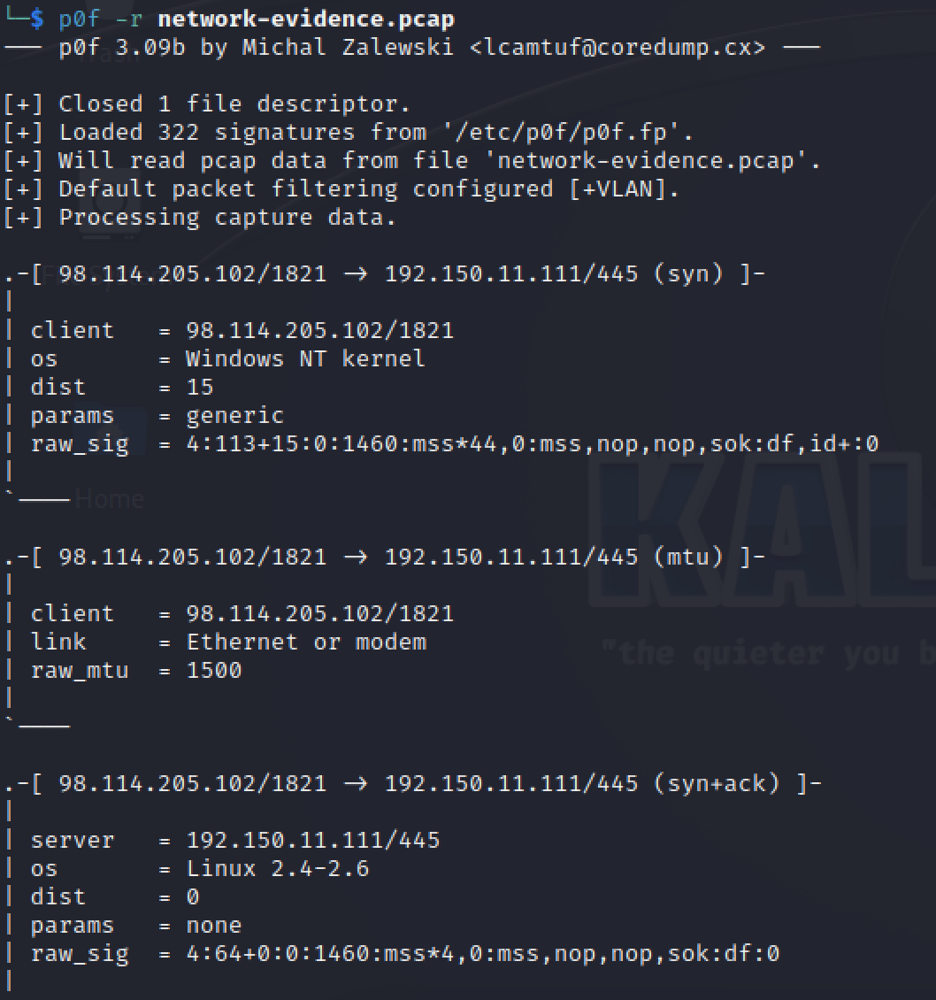 └─$ p0f -r network-evidence.pcap
—— p0f 3.09b by Michal Zalewski <lcamtuf@coredump.cx> ——
[+] Closed 1 file descriptor.
[+] Loaded 322 signatures from '/etc/p0f/p0f.fp'.
[+] Will read pcap data from file 'network-evidence.pcap'.
[+] Default packet filtering configured [+VLAN].
[+] Processing capture data.
.-[ 98.114.205.102/1821 → 192.150.11.111/445 (syn) ]-
|
| client   = 98.114.205.102/1821
| os       = Windows NT kernel
| dist     = 15
| params   = generic
| raw_sig  = 4:113+15:0:1460:mss*44,0:mss,nop,nop,sok:df,id+:0
|
`————
Home
KAL
.-[ 98.114.205.102/1821 → 192.150.11.111/445 (mtu) ]-
|
| client   = 98.114.205.102/1821
| link     = Ethernet or modem
"the quieter you b
| raw_mtu  = 1500
|
`————
.-[ 98.114.205.102/1821 → 192.150.11.111/445 (syn+ack) ]-
|
| server   = 192.150.11.111/445
| os       = Linux 2.4-2.6
| dist     = 0
| params   = none
| raw_sig  = 4:64+0:0:1460:mss*4,0:mss,nop,nop,sok:df:0
|